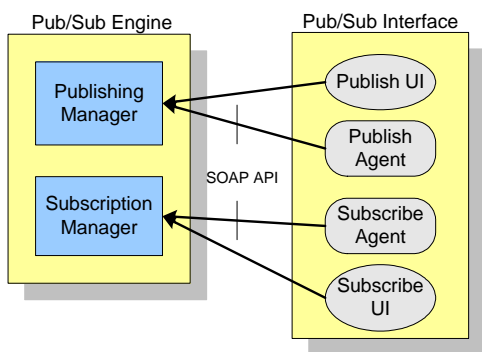 Pub/Sub Engine
Publishing
Manager
Subscription
Manager
SOAP API
Pub/Sub Interface
Publish UI
Publish
Agent
Subscribe
Agent
Subscribe
UI